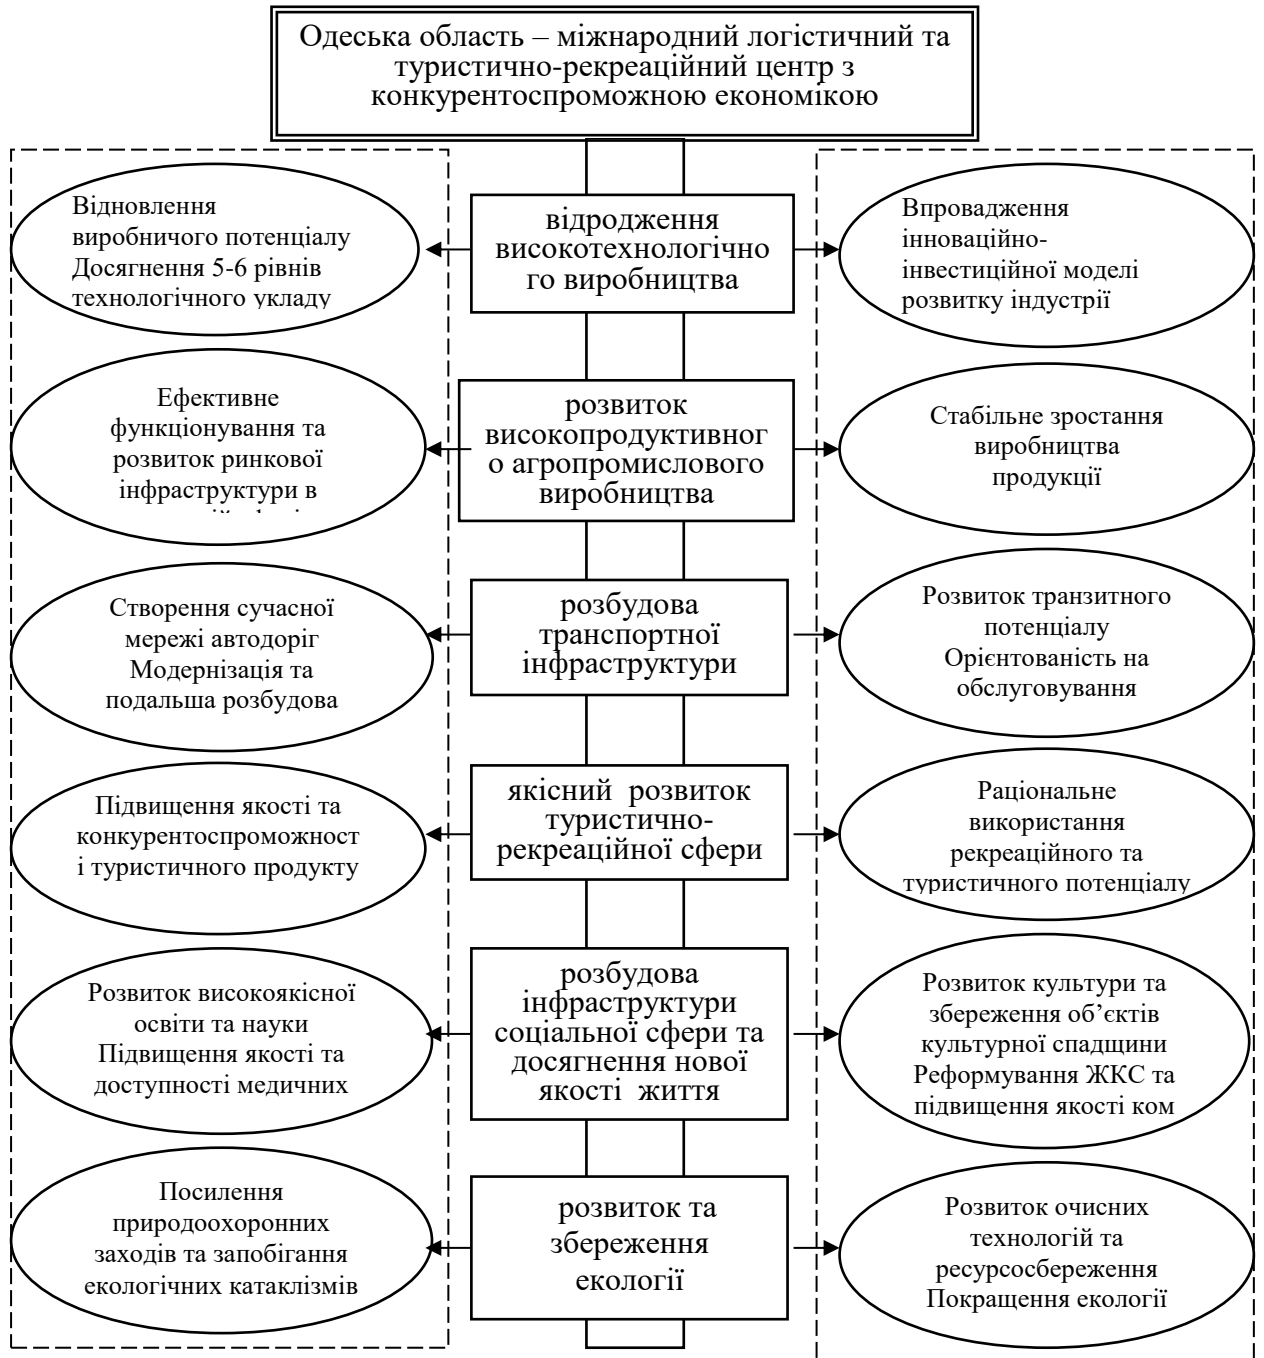 Одеська область – міжнародний логістичний та
туристично-рекреаційний центр з
конкурентоспроможною економікою
Відновлення
виробничого потенціалу
Досягнення 5-6 рівнів
технологічного укладу
відродження
високотехнологічно
го виробництва
Впровадження
інноваційно-
інвестиційної моделі
розвитку індустрії
Ефективне
функціонування та
розвиток ринкової
інфраструктури в
розвиток
високопродуктивног
о агропромислового
виробництва
Стабільне зростання
виробництва
продукції
Створення сучасної
мережі автодоріг
Модернізація та
подальша розбудова
розбудова
транспортної
інфраструктури
Розвиток транзитного
потенціалу
Орієнтованість на
обслуговування
Підвищення якості та
конкурентоспроможност
і туристичного продукту
якісний розвиток
туристично-
рекреаційної сфери
Раціональне
використання
рекреаційного та
туристичного потенціалу
Розвиток високоякісної
освіти та науки
Підвищення якості та
доступності медичних
розбудова
інфраструктури
соціальної сфери та
досягнення нової
якості життя
Розвиток культури та
збереження об’єктів
культурної спадщини
Реформування ЖКС та
підвищення якості ком
Посилення
природоохоронних
заходів та запобігання
екологічних катаклізмів
розвиток та
збереження
екології
Розвиток очисних
технологій та
ресурсосбереження
Покращення екології